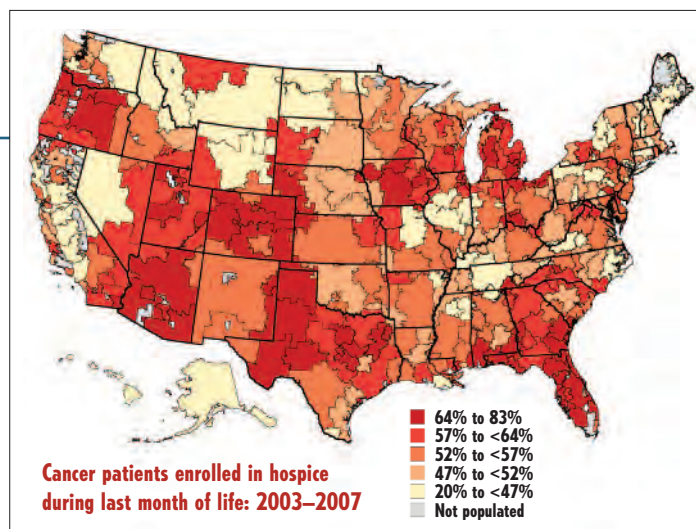 64% to 83%
57% to <64%
52% to <57%
47% to <52%
20% to <47%
Not populated
Cancer patients enrolled in hospice
during last month of life: 2003–2007